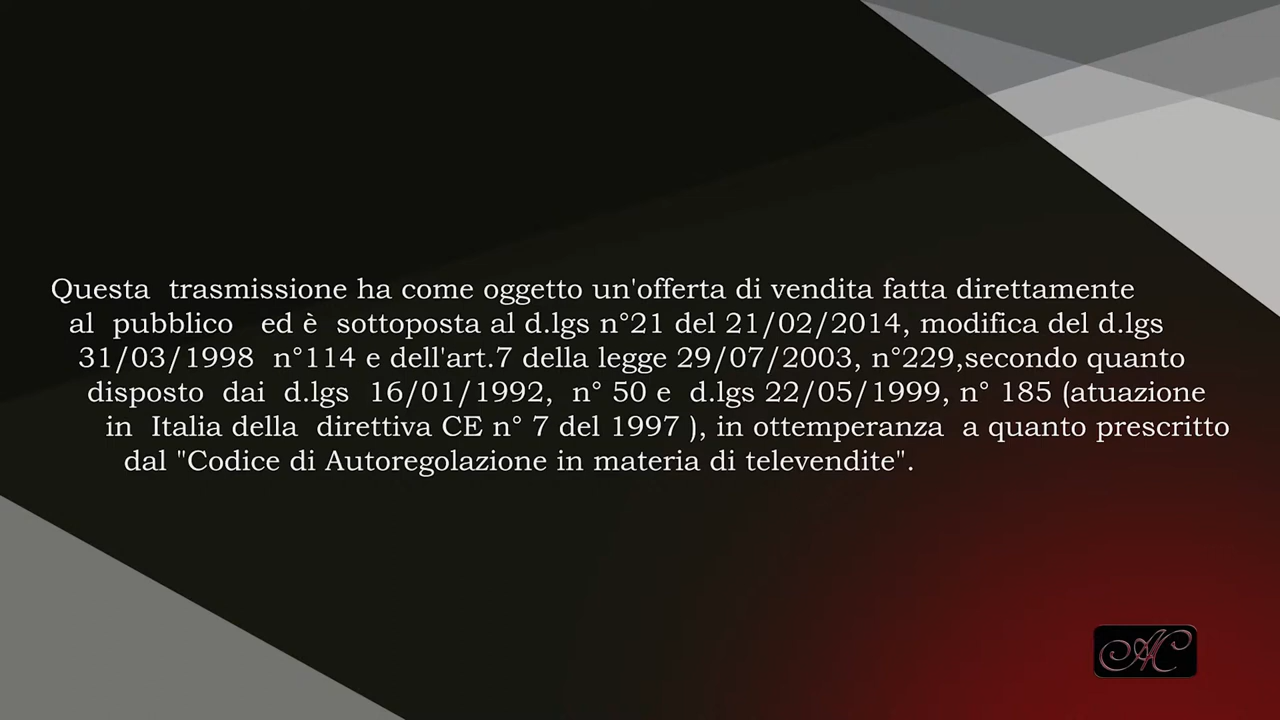 Questa trasmissione ha come oggetto un'offerta di vendita fatta direttamente
al pubblico ed è sottoposta al d.lgs n°21 del 21/02/2014, modifica del d.lgs
31/03/1998 n°114 e dell'art.7 della legge 29/07/2003, n°229,secondo quanto
disposto dai d.lgs 16/01/1992, n° 50 e d.lgs 22/05/1999, n° 185 (atuazione
in Italia della direttiva CE n° 7 del 1997 ), in ottemperanza a quanto prescritto
dal "Codice di Autoregolazione in materia di televendite".
AC